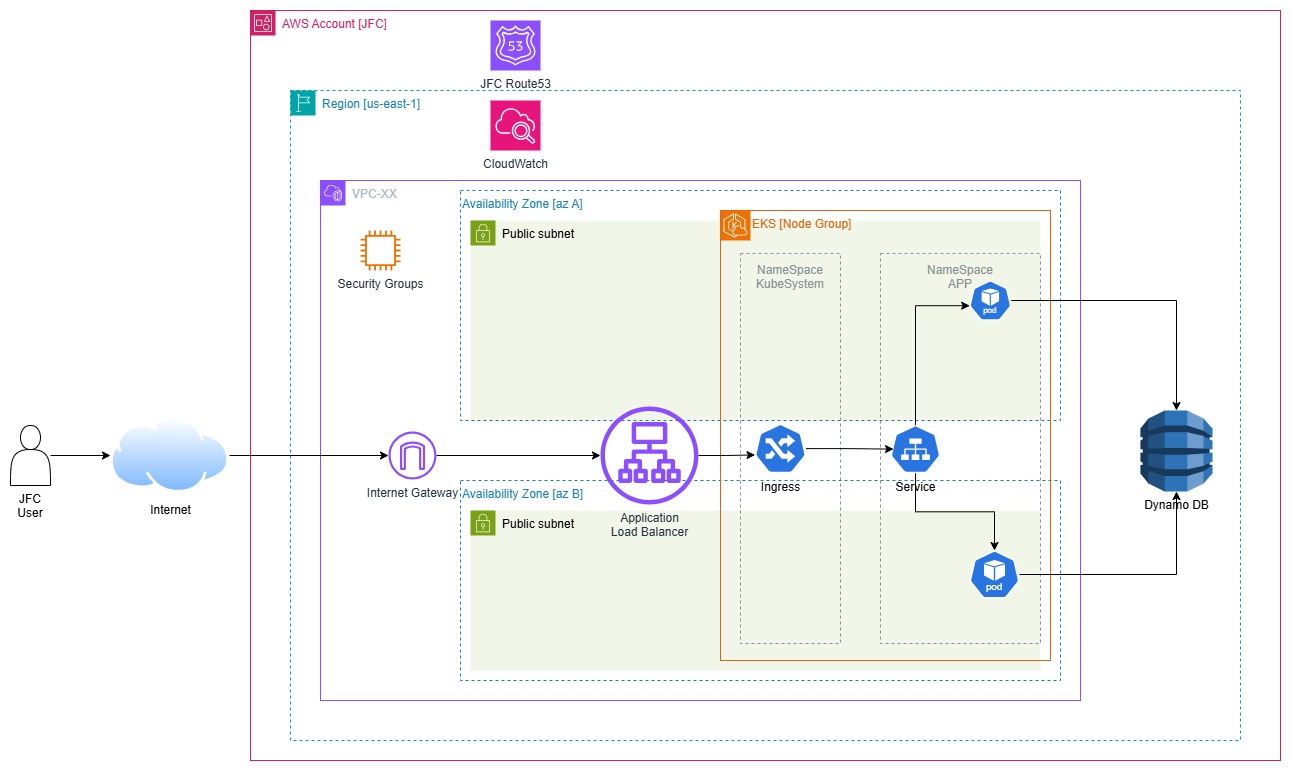 AWS Account [JFC]
53
JFC Route53
Region [us-east-1]
CloudWatch
VPC-XX
Availability Zone [az A]
Public subnet
EKS [Node Group]
Security Groups
NameSpace
KubeSystem
NameSpace
APP
pod
JFC
User
Internet
Internet Gateway
Application
Load Balancer
Ingress
Service
Dynamo DB
Availability Zone [az B]
Public subnet
pod